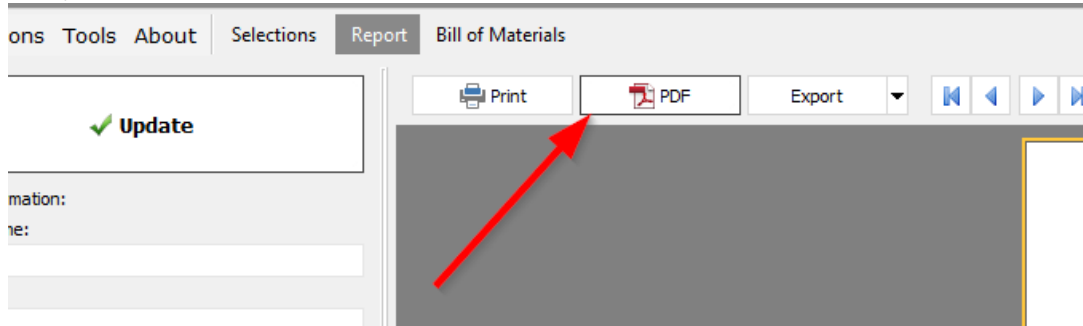 ons Tools About Selections Report Bill of Materials
Print PDF Export
Update
mation:
ne: